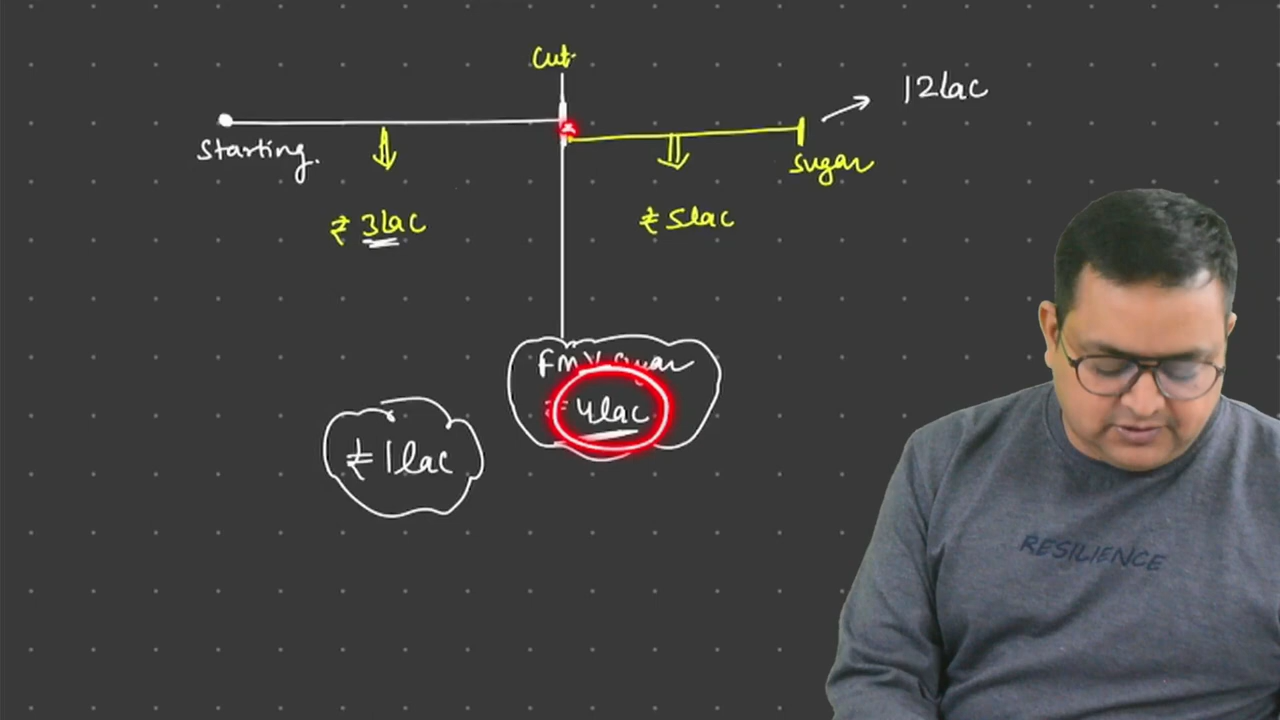 Cut
12lac
Starting.
Sugar
₹ 3lac
₹ 5lac
FMV Sugar
₹ 4lac
₹ 1lac
RESILIENCE